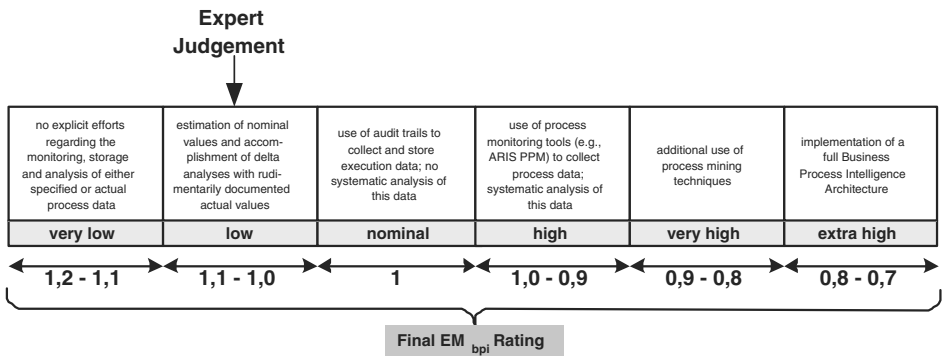 Expert
Judgement
no explicit efforts
regarding the
monitoring, storage
and analysis of either
specified or actual
process data
estimation of nominal
values and accom-
plishment of delta
analyses with rudi-
mentarily documented
actual values
use of audit trails to
collect and store
execution data; no
systematic analysis of
this data
use of process
monitoring tools (e.g.,
ARIS PPM) to collect
process data;
systematic analysis of
this data
additional use of
process mining
techniques
implementation of a
full Business
Process Intelligence
Architecture
very low
low
nominal
high
very high
extra high
1,2 - 1,1
1,1 - 1,0
1
1,0 - 0,9
0,9 - 0,8
0,8 - 0,7
Final EM bpi Rating